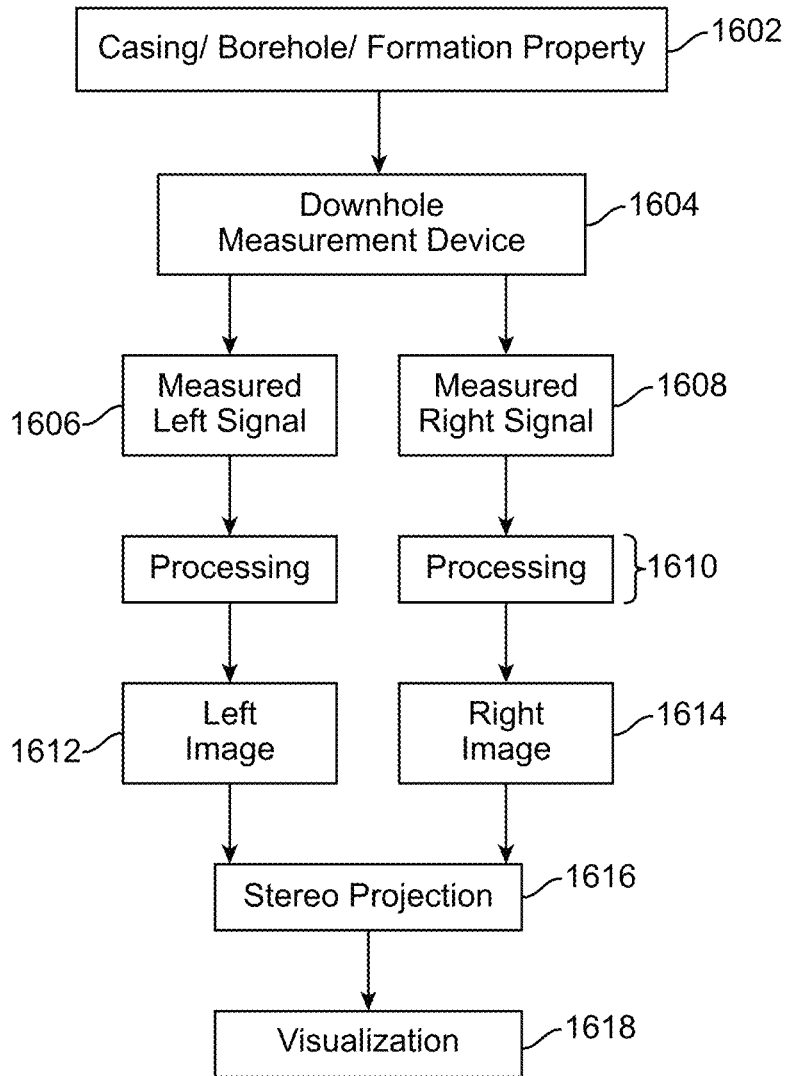 Casing/ Borehole/ Formation Property
1602
Downhole
Measurement Device
1604
Measured
Left Signal
1606
Measured
Right Signal
1608
Processing
Processing
1610
Left
Image
1612
Right
Image
1614
Stereo Projection
1616
Visualization
1618